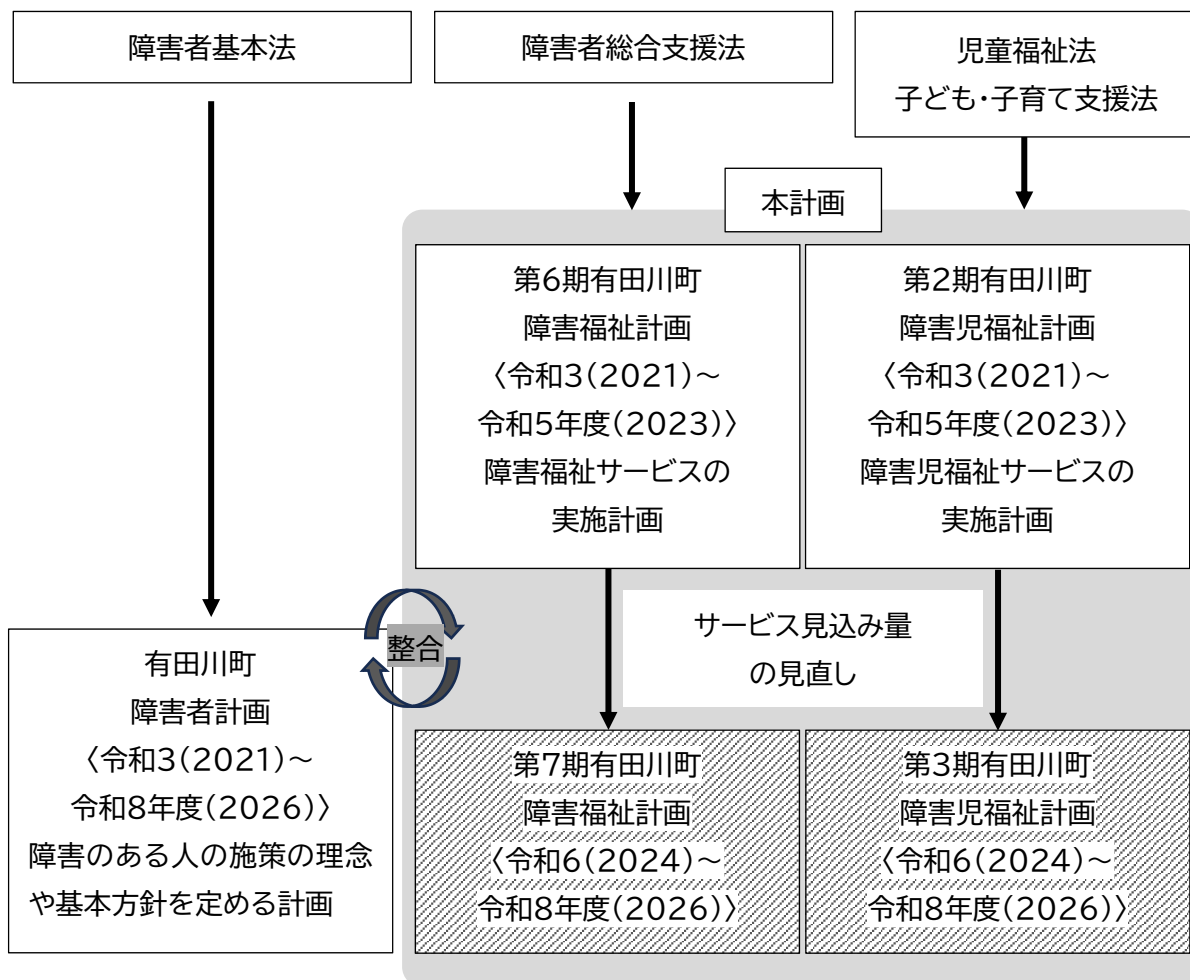 障害者基本法
障害者総合支援法
児童福祉法
子ども・子育て支援法
本計画
第6期有田川町
障害福祉計画
〈令和3(2021)~
令和5年度(2023)〉
障害福祉サービスの
実施計画
第2期有田川町
障害児福祉計画
〈令和3(2021)~
令和5年度(2023)〉
障害児福祉サービスの
実施計画
サービス見込み量
の見直し
整合
有田川町
障害者計画
〈令和3(2021)~
令和8年度(2026)〉
障害のある人の施策の理念
や基本方針を定める計画
第7期有田川町
障害福祉計画
〈令和6(2024)~
令和8年度(2026)〉
第3期有田川町
障害児福祉計画
〈令和6(2024)~
令和8年度(2026)〉